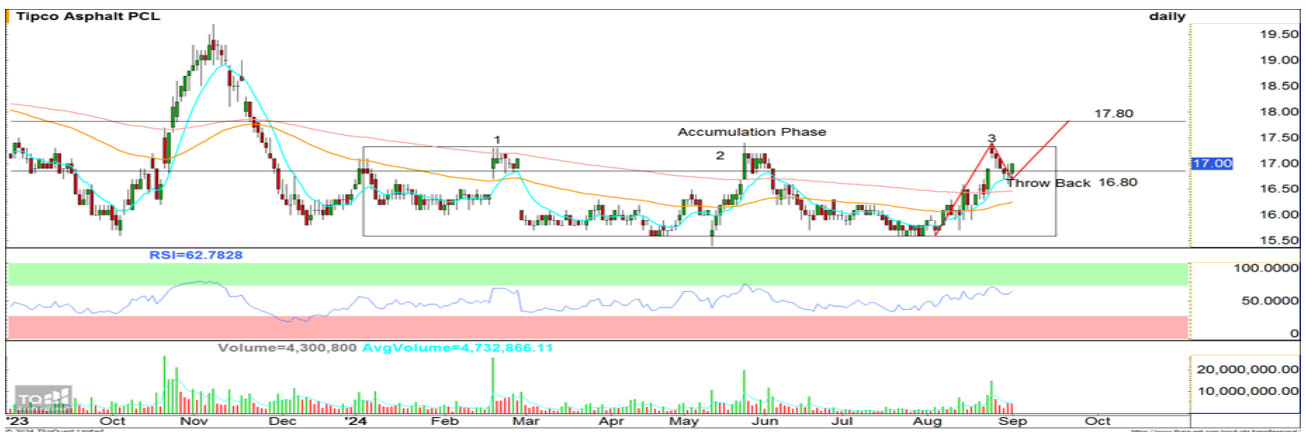 Tipco Asphalt PCL
daily
19.50
19.00
18.50
18.00
17.80
17.50
Accumulation Phase
1
2
3
17.00
Throw Back 16.80
16.50
16.00
15.50
RSI=62.7828
100.0000
50.0000
0
Volume=4,300,800 AvgVolume=4,732,866.11
20,000,000.00
10,000,000.00
'23 Oct Nov Dec '24 Feb Mar Apr May Jun Jul Aug Sep Oct